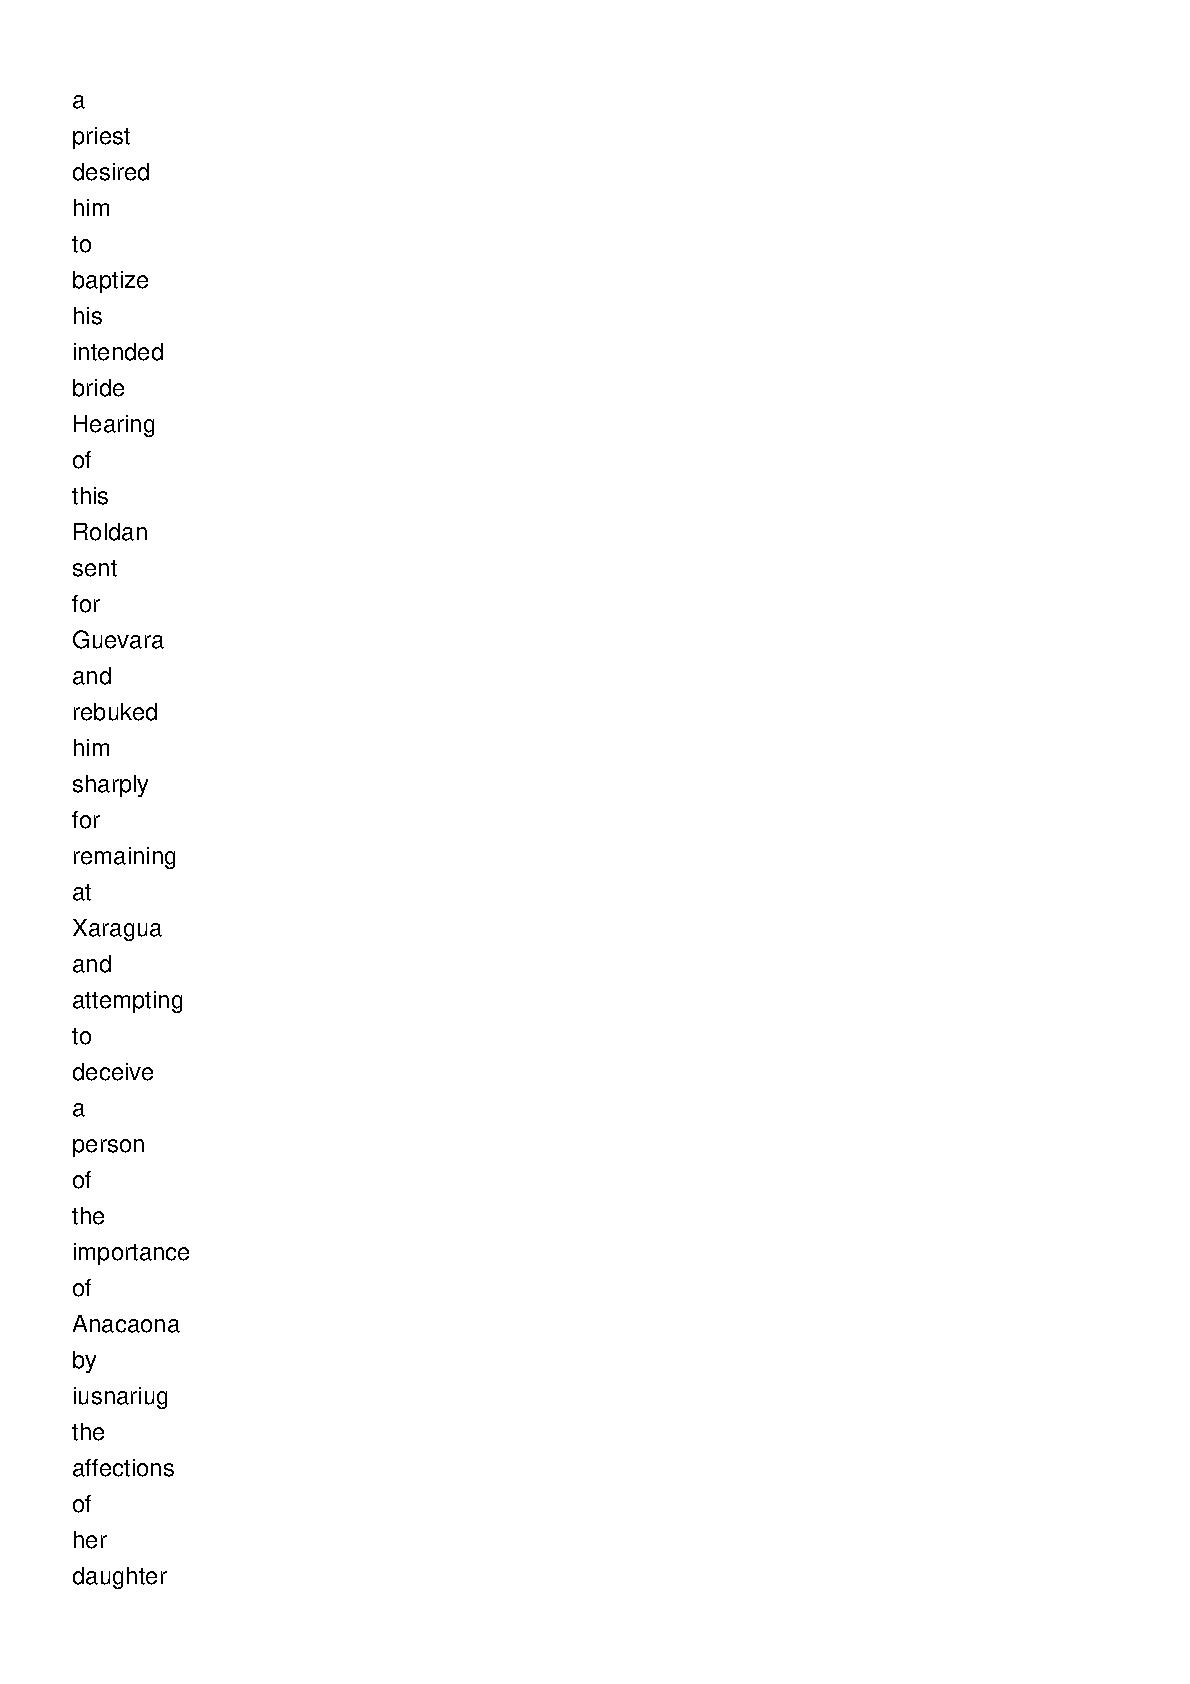 a
priest
desired
him
to
baptize
his
intended
bride
Hearing
of
this
Roldan
sent
for
Guevara
and
rebuked
him
sharply
for
remaining
at
Xaragua
and
attempting
to
deceive
a
person
of
the
importance
of
Anacaona
by
iusnariug
the
affections
of
her
daughter